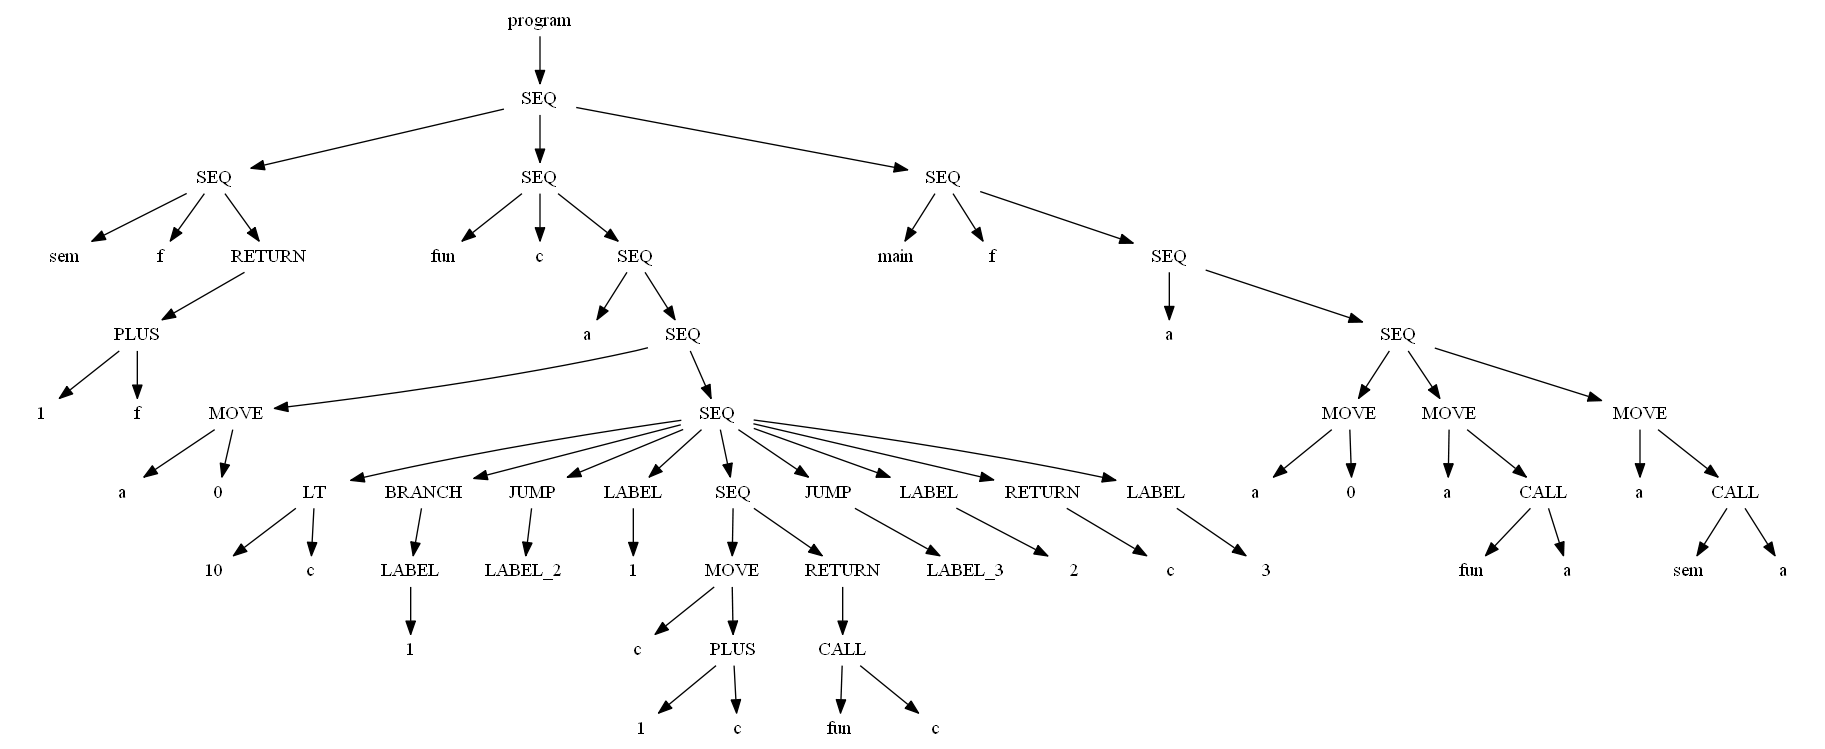 program
SEQ
SEQ SEQ SEQ
sem f RETURN fun c SEQ main f SEQ
PLUS a SEQ a SEQ
1 f MOVE SEQ MOVE MOVE MOVE
a 0 LT BRANCH JUMP LABEL SEQ JUMP LABEL RETURN LABEL a 0 a CALL a CALL
10 c LABEL LABEL_2 1 MOVE RETURN LABEL_3 2 c 3 fun a sem a
1 c PLUS CALL
1 c fun c